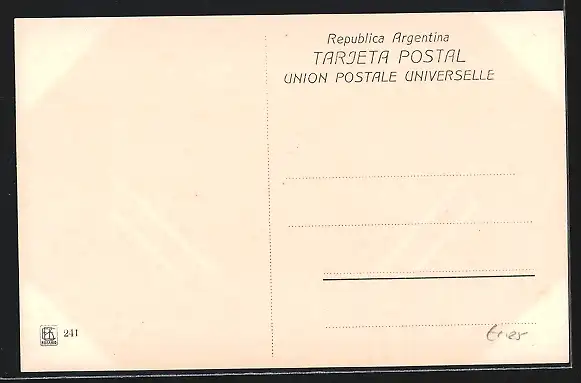 Republica Argentina
TARJETA POSTAL
UNION POSTALE UNIVERSELLE
241